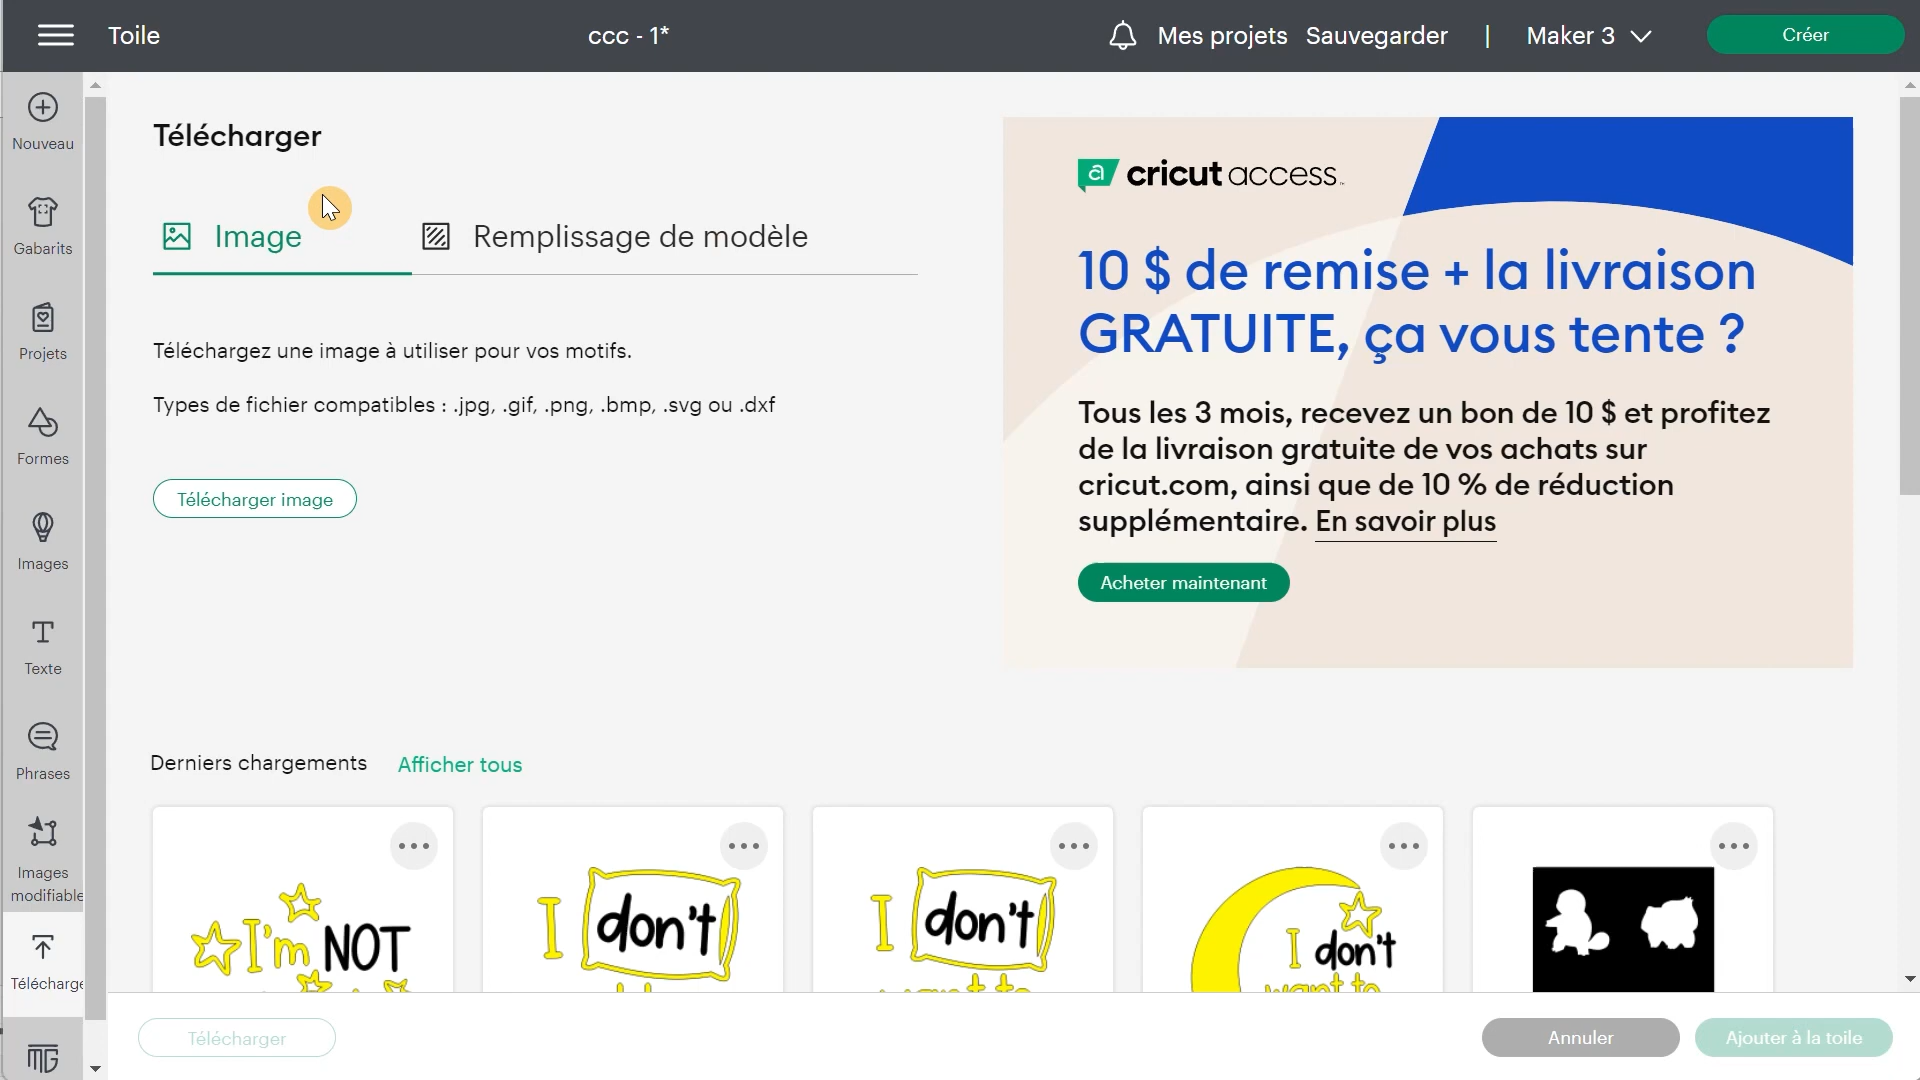 Toile
ccc - 1*
Mes projets
Sauvegarder
|
Maker 3
Créer
Nouveau
Gabarits
Projets
Formes
Images
Texte
Phrases
Images
modifiable
Télécharge
Télécharger
Image
Remplissage de modèle
Téléchargez une image à utiliser pour vos motifs.
Types de fichier compatibles : .jpg, .gif, .png, .bmp, .svg ou .dxf
Télécharger image
a cricut access™
10 $ de remise + la livraison
GRATUITE, ça vous tente ?
Tous les 3 mois, recevez un bon de 10 $ et profitez
de la livraison gratuite de vos achats sur
cricut.com, ainsi que de 10 % de réduction
supplémentaire. En savoir plus
Acheter maintenant
Derniers chargements
Afficher tous
I'm NOT
I don't
I don't
want to
I don't
want to
Télécharger
Annuler
Ajouter à la toile